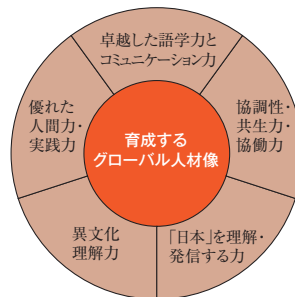 卓越した語学力と
コミュニケーション力
協調性・
共生力・
協働力
「日本」を理解・
発信する力
異文化
理解力
優れた
人間力・
実践力
育成する
グローバル人材像